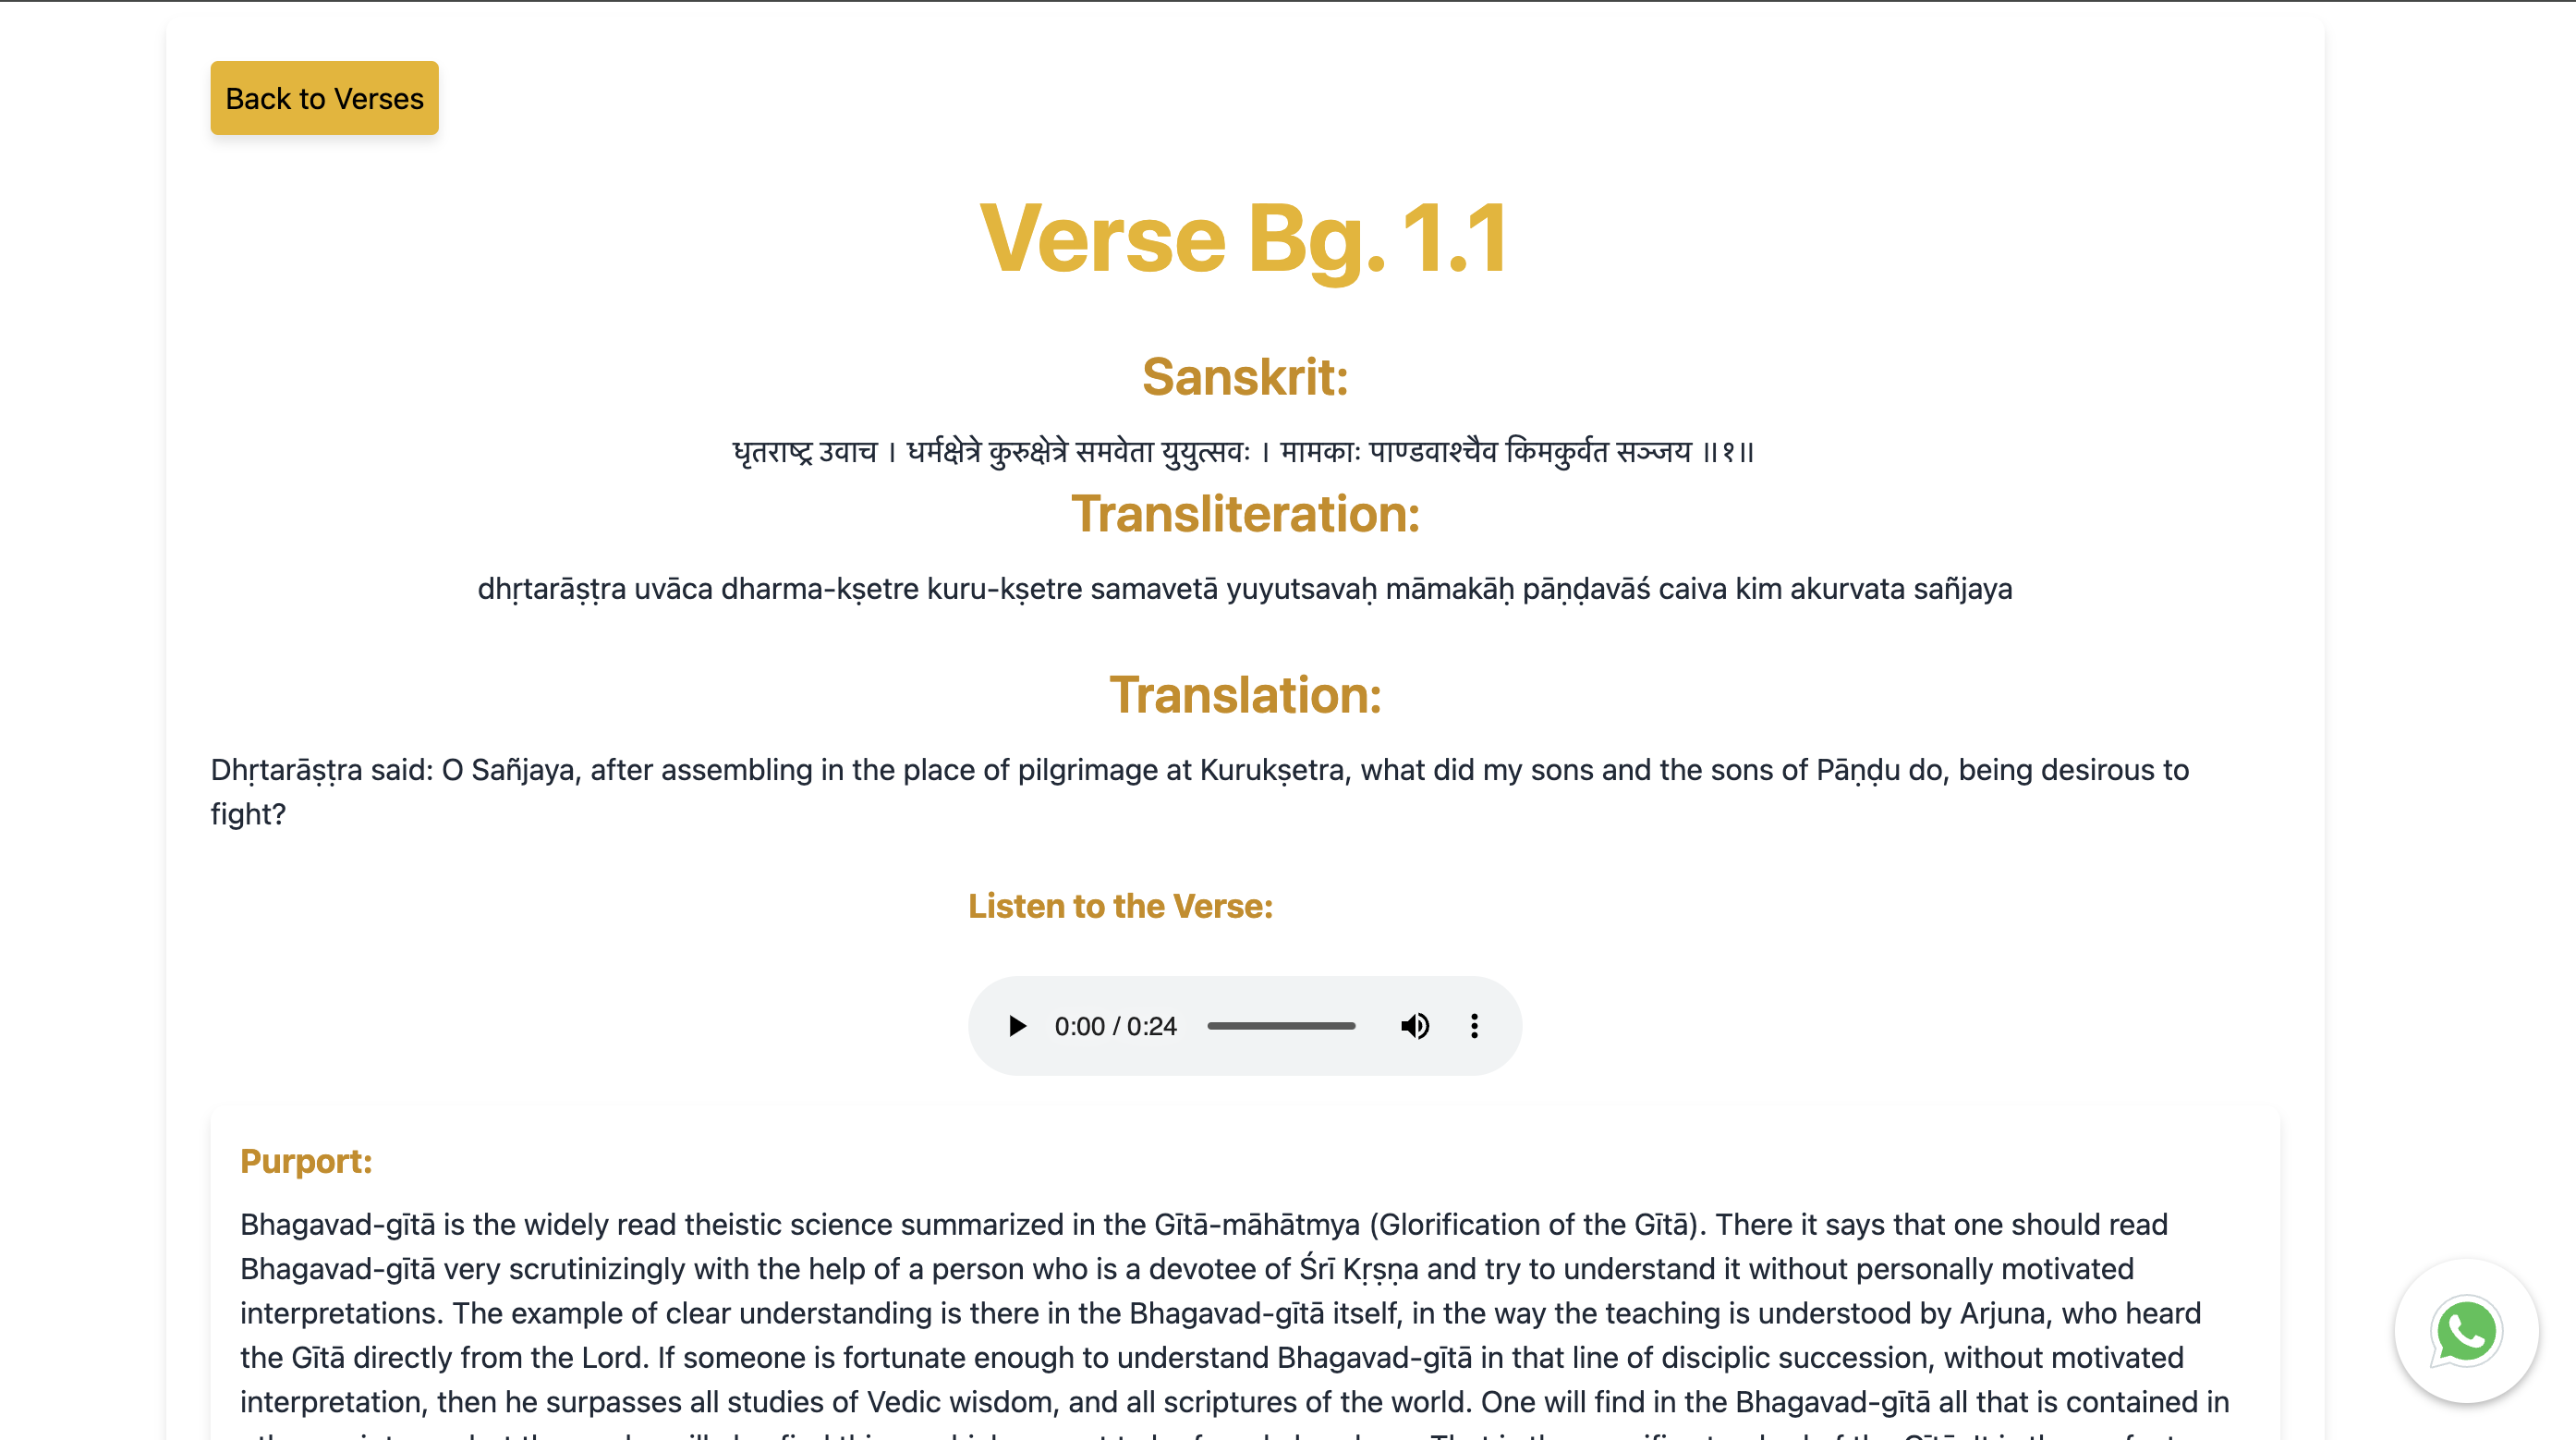 Back to Verses
Verse Bg. 1.1
Sanskrit:
धृतराष्ट्र उवाच । धर्मक्षेत्रे कुरुक्षेत्रे समवेता युयुत्सवः । मामकाः पाण्डवाश्चैव किमकुर्वत सञ्जय ॥१॥
Transliteration:
dhṛtarāṣṭra uvāca dharma-kṣetre kuru-kṣetre samavetā yuyutsavaḥ māmakāḥ pāṇḍavāś caiva kim akurvata sañjaya
Translation:
Dhṛtarāṣṭra said: O Sañjaya, after assembling in the place of pilgrimage at Kurukṣetra, what did my sons and the sons of Pāṇḍu do, being desirous to
fight?
Listen to the Verse:
0:00 / 0:24
Purport:
Bhagavad-gītā is the widely read theistic science summarized in the Gītā-māhātmya (Glorification of the Gītā). There it says that one should read
Bhagavad-gītā very scrutinizingly with the help of a person who is a devotee of Śrī Kṛṣṇa and try to understand it without personally motivated
interpretations. The example of clear understanding is there in the Bhagavad-gītā itself, in the way the teaching is understood by Arjuna, who heard
the Gītā directly from the Lord. If someone is fortunate enough to understand Bhagavad-gītā in that line of disciplic succession, without motivated
interpretation, then he surpasses all studies of Vedic wisdom, and all scriptures of the world. One will find in the Bhagavad-gītā all that is contained in